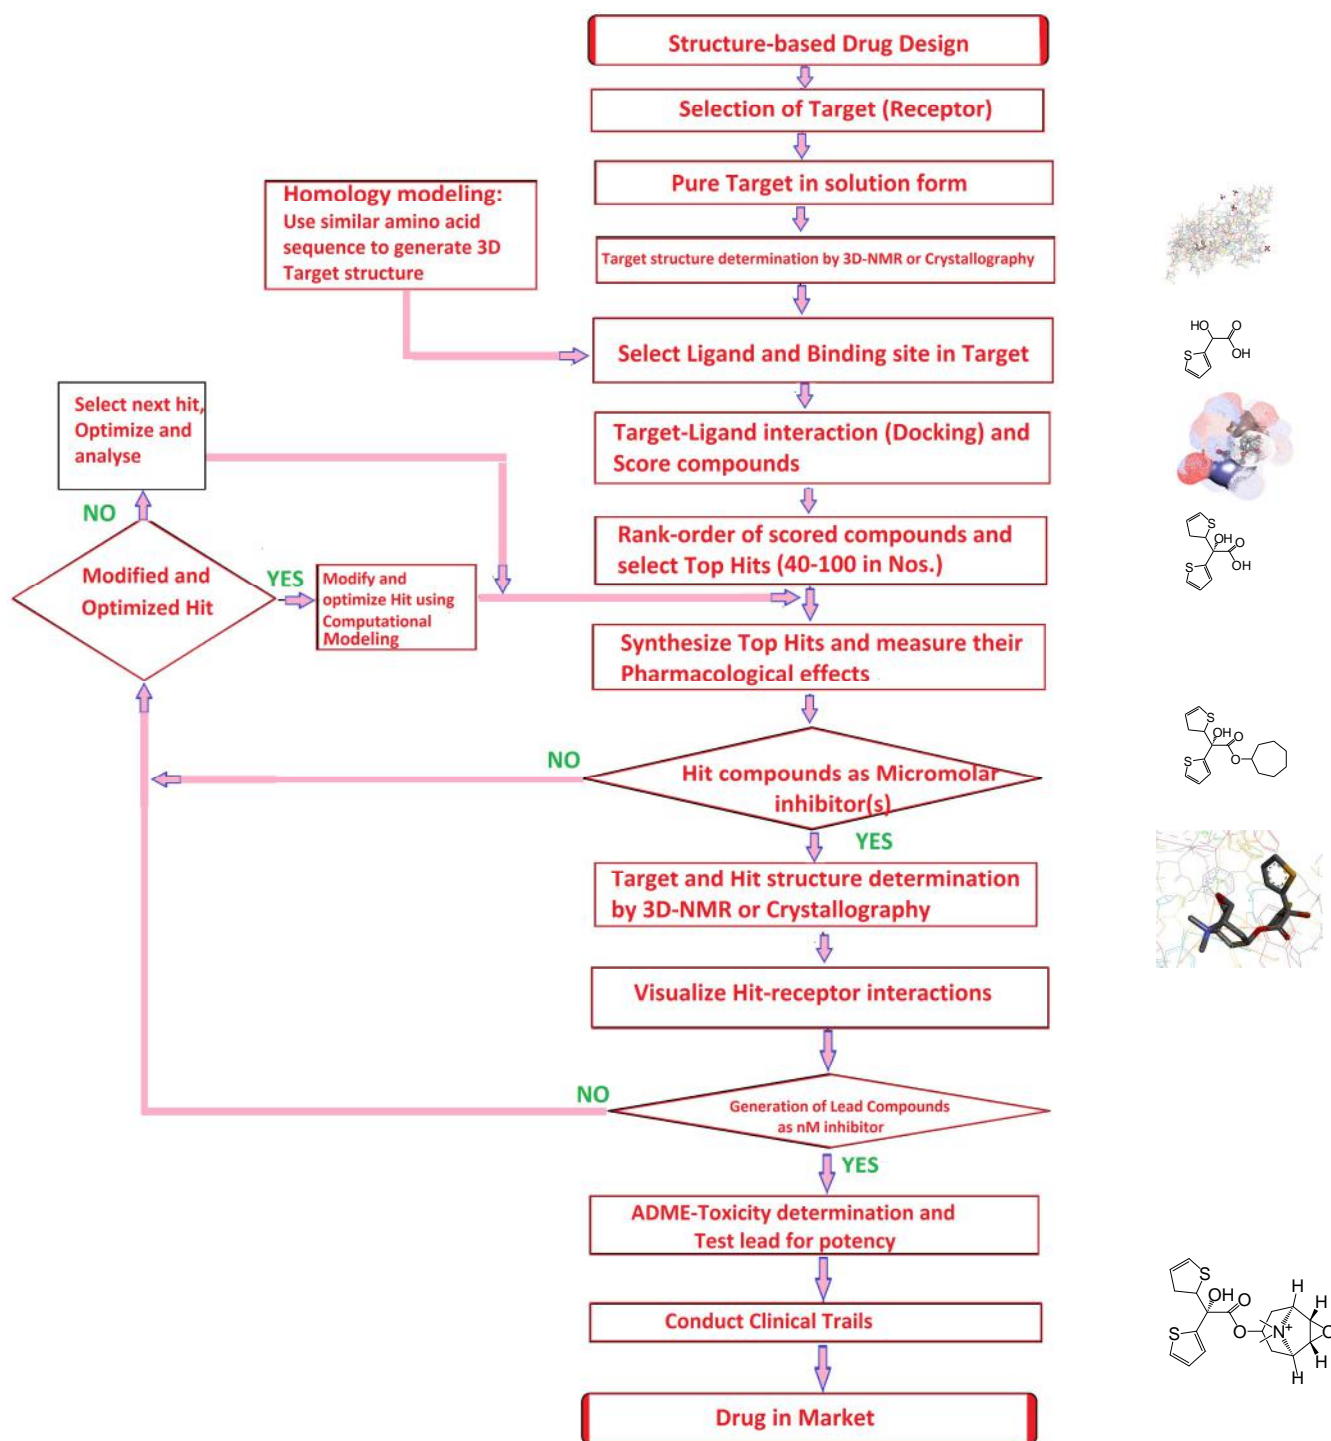 Structure-based Drug Design
Selection of Target (Receptor)
Pure Target in solution form
Homology modeling:
Use similar amino acid
sequence to generate 3D
Target structure
Target structure determination by 3D-NMR or Crystallography
Select Ligand and Binding site in Target
HO
O
OH
S
Select next hit,
Optimize and
analyse
Target-Ligand interaction (Docking) and
Score compounds
NO
Rank-order of scored compounds and
select Top Hits (40-100 in Nos.)
S
OH
O
OH
S
Modified and
Optimized Hit
YES
Modify and
optimize Hit using
Computational
Modeling
Synthesize Top Hits and measure their
Pharmacological effects
S
OH
O
O
S
NO
Hit compounds as Micromolar
inhibitor(s)
YES
Target and Hit structure determination
by 3D-NMR or Crystallography
Visualize Hit-receptor interactions
NO
Generation of Lead Compounds
as nM inhibitor
YES
ADME-Toxicity determination and
Test lead for potency
Conduct Clinical Trails
S
OH
O
O
S
N+
H
H
O
H
H
Drug in Market